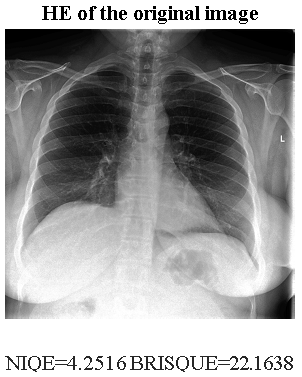 HE of the original image
L
NIQE=4.2516 BRISQUE=22.1638